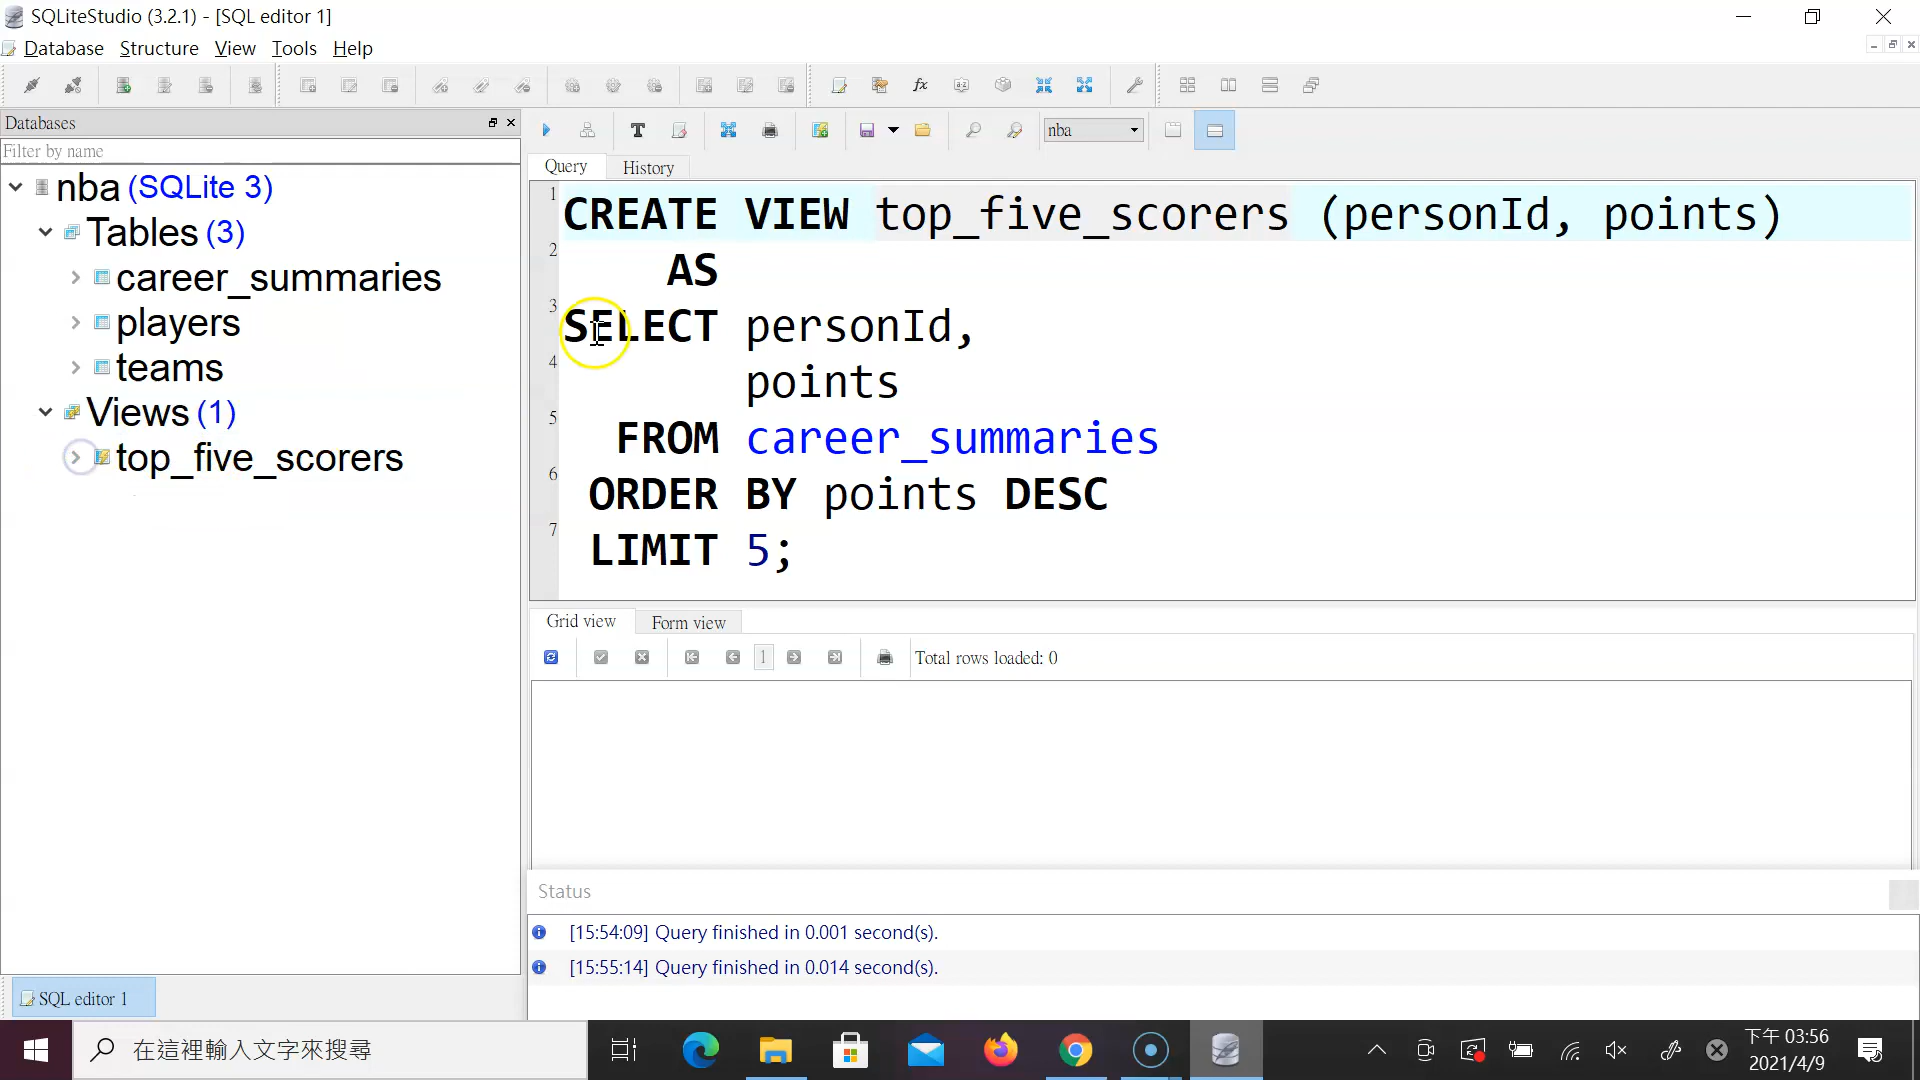 SQLiteStudio (3.2.1) - [SQL editor 1]
Database Structure View Tools Help
Databases
Filter by name
nba (SQLite 3)
Tables (3)
career_summaries
players
teams
Views (1)
top_five_scorers
SQL editor 1
nba
Query History
1 CREATE VIEW top_five_scorers (personId, points)
2 AS
3 SELECT personId,
4 points
5 FROM career_summaries
6 ORDER BY points DESC
7 LIMIT 5;
Grid view Form view
1 Total rows loaded: 0
Status
[15:54:09] Query finished in 0.001 second(s).
[15:55:14] Query finished in 0.014 second(s).
在這裡輸入文字來搜尋
下午 03:56
2021/4/9